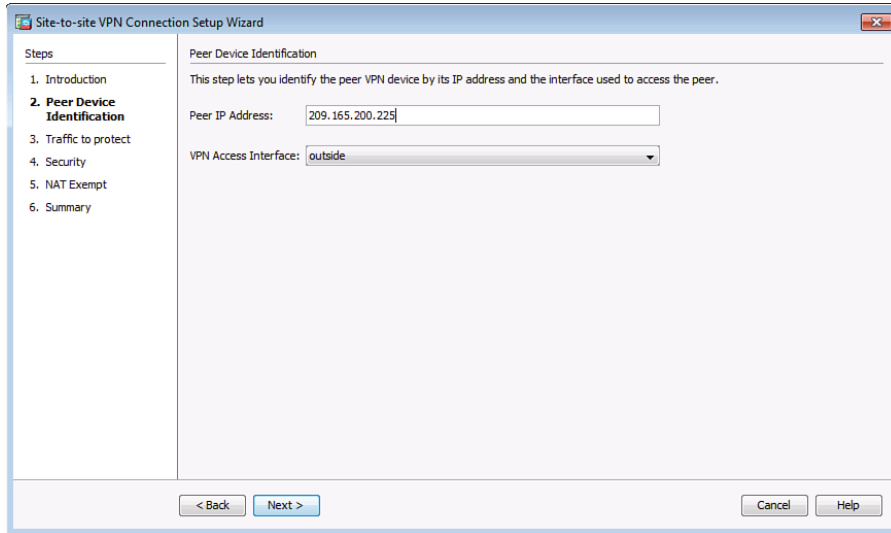 Site-to-site VPN Connection Setup Wizard
Steps
1. Introduction
2. Peer Device
Identification
3. Traffic to protect
4. Security
5. NAT Exempt
6. Summary
Peer Device Identification
This step lets you identify the peer VPN device by its IP address and the interface used to access the peer.
Peer IP Address: 209.165.200.225
VPN Access Interface: outside
< Back Next > Cancel Help